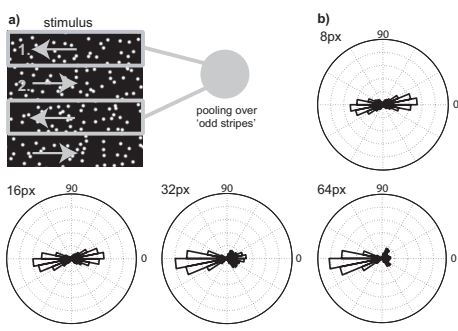 a)
stimulus
1.
2.
pooling over
'odd stripes'
b)
8px
90
0
16px
90
0
32px
90
0
64px
90
0